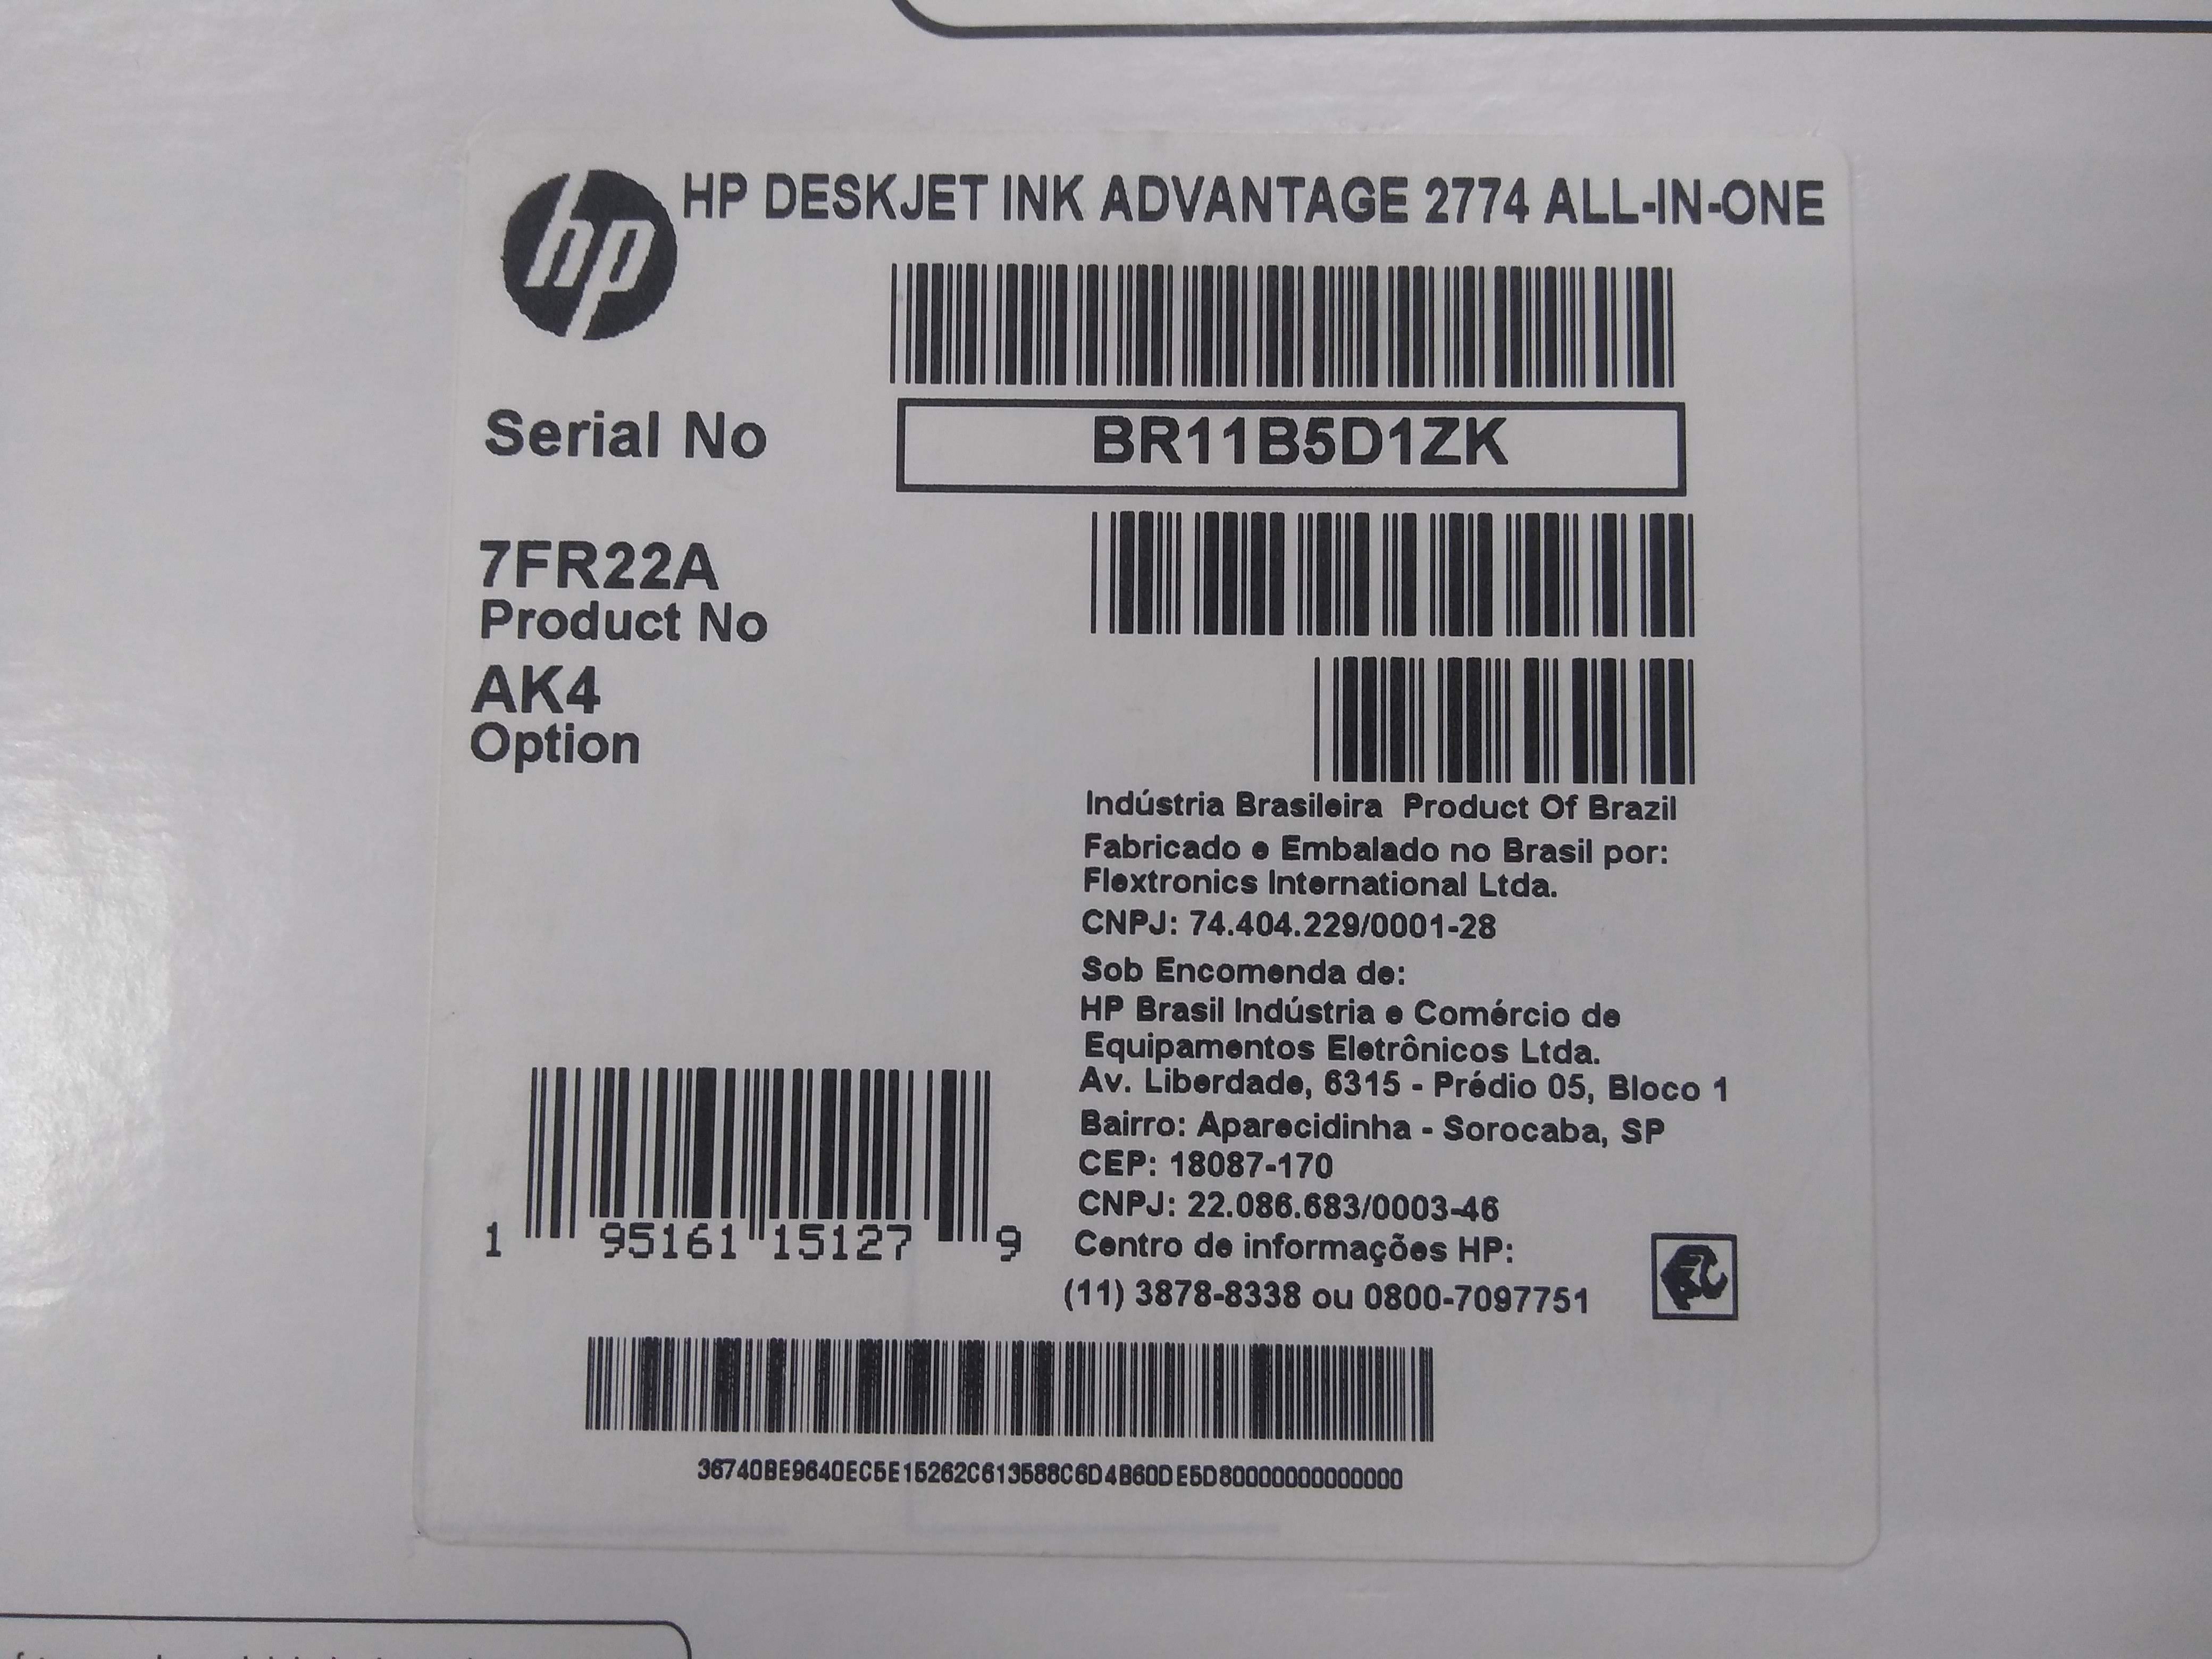 hp HP DESKJET INK ADVANTAGE 2774 ALL-IN-ONE
Serial No BR11B5D1ZK
7FR22A
Product No
AK4
Option
Indústria Brasileira Product Of Brazil
Fabricado e Embalado no Brasil por:
Flextronics International Ltda.
CNPJ: 74.404.229/0001-28
Sob Encomenda de:
HP Brasil Indústria e Comércio de
Equipamentos Eletrônicos Ltda.
Av. Liberdade, 6315 - Prédio 05, Bloco 1
Bairro: Aparecidinha - Sorocaba, SP
CEP: 18087-170
CNPJ: 22.086.683/0003-46
Centro de informações HP:
(11) 3878-8338 ou 0800-7097751
1 95161 15127 9
36740BE9640EC5E15262C613588C6D4B60DE5D80000000000000